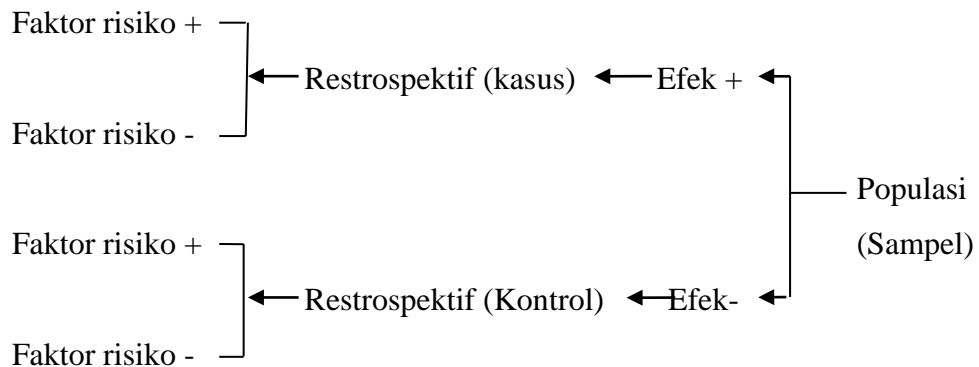 Faktor risiko +
Restrospektif (kasus) Efek +
Faktor risiko -
Populasi
(Sampel)
Faktor risiko +
Restrospektif (Kontrol) Efek-
Faktor risiko -